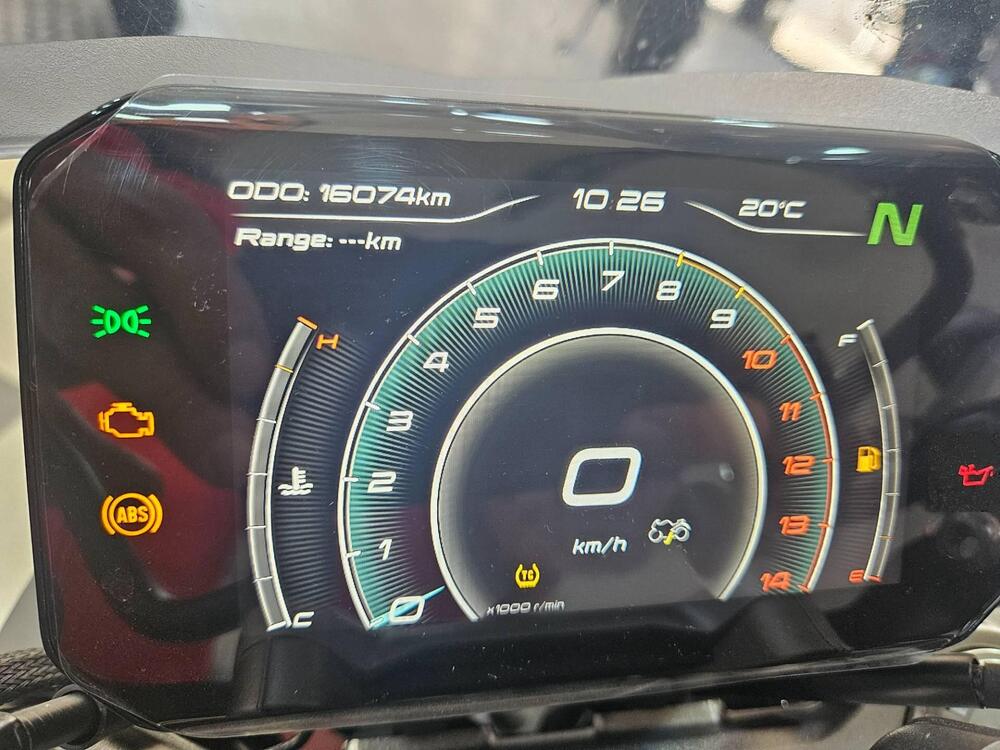 ODO: 16074km
10:26
20°C
N
Range: ---km
H
C
0
1
2
3
4
5
6
7
8
9
10
11
12
13
14
F
E
0
km/h
TC
x1000 r/min
ABS